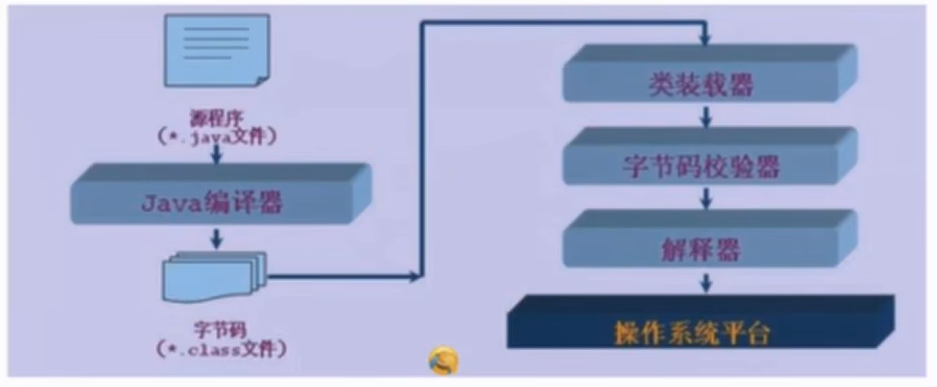 源程序
(*.java文件)
Java编译器
字节码
(*.class文件)
类装载器
字节码校验器
解释器
操作系统平台